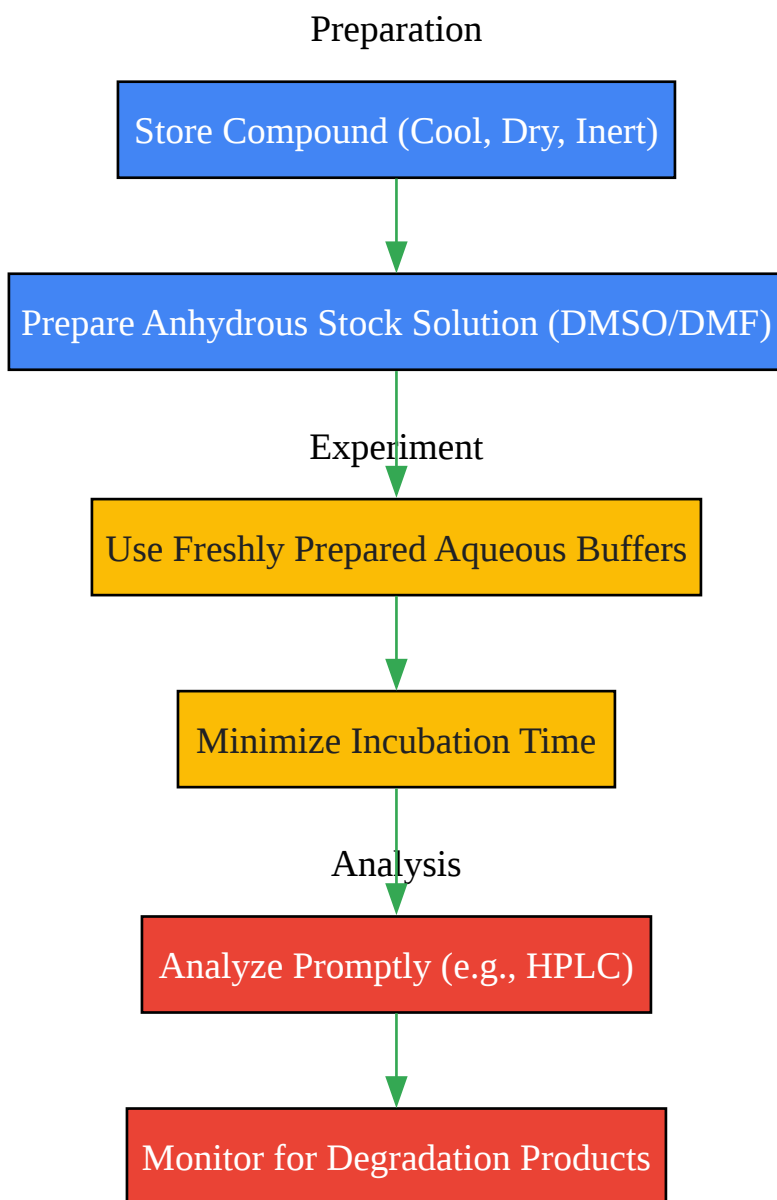 Preparation
Store Compound (Cool, Dry, Inert)
Prepare Anhydrous Stock Solution (DMSO/DMF)
Experiment
Use Freshly Prepared Aqueous Buffers
Minimize Incubation Time
Analysis
Analyze Promptly (e.g., HPLC)
Monitor for Degradation Products